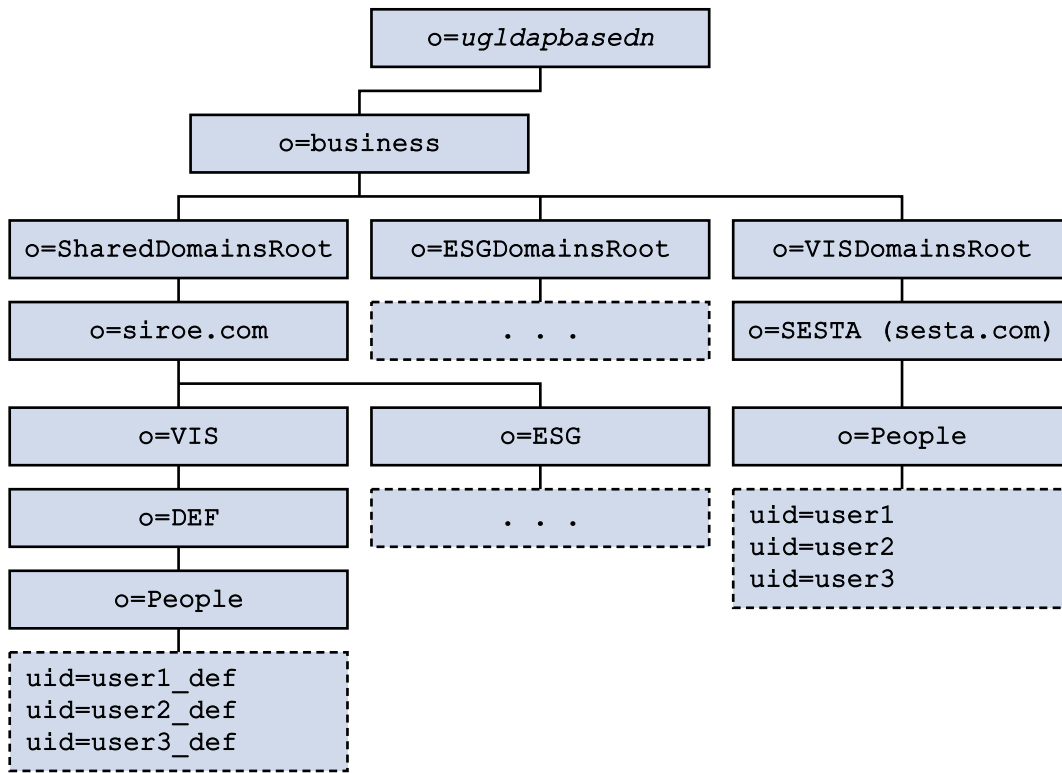 o=ugldapbasedn
o=business
o=SharedDomainsRoot
o=ESGDomainsRoot
o=VISDomainsRoot
o=siroe.com
. . .
o=SESTA (sesta.com)
o=VIS
o=ESG
o=People
o=DEF
. . .
uid=user1
uid=user2
uid=user3
o=People
uid=user1_def
uid=user2_def
uid=user3_def